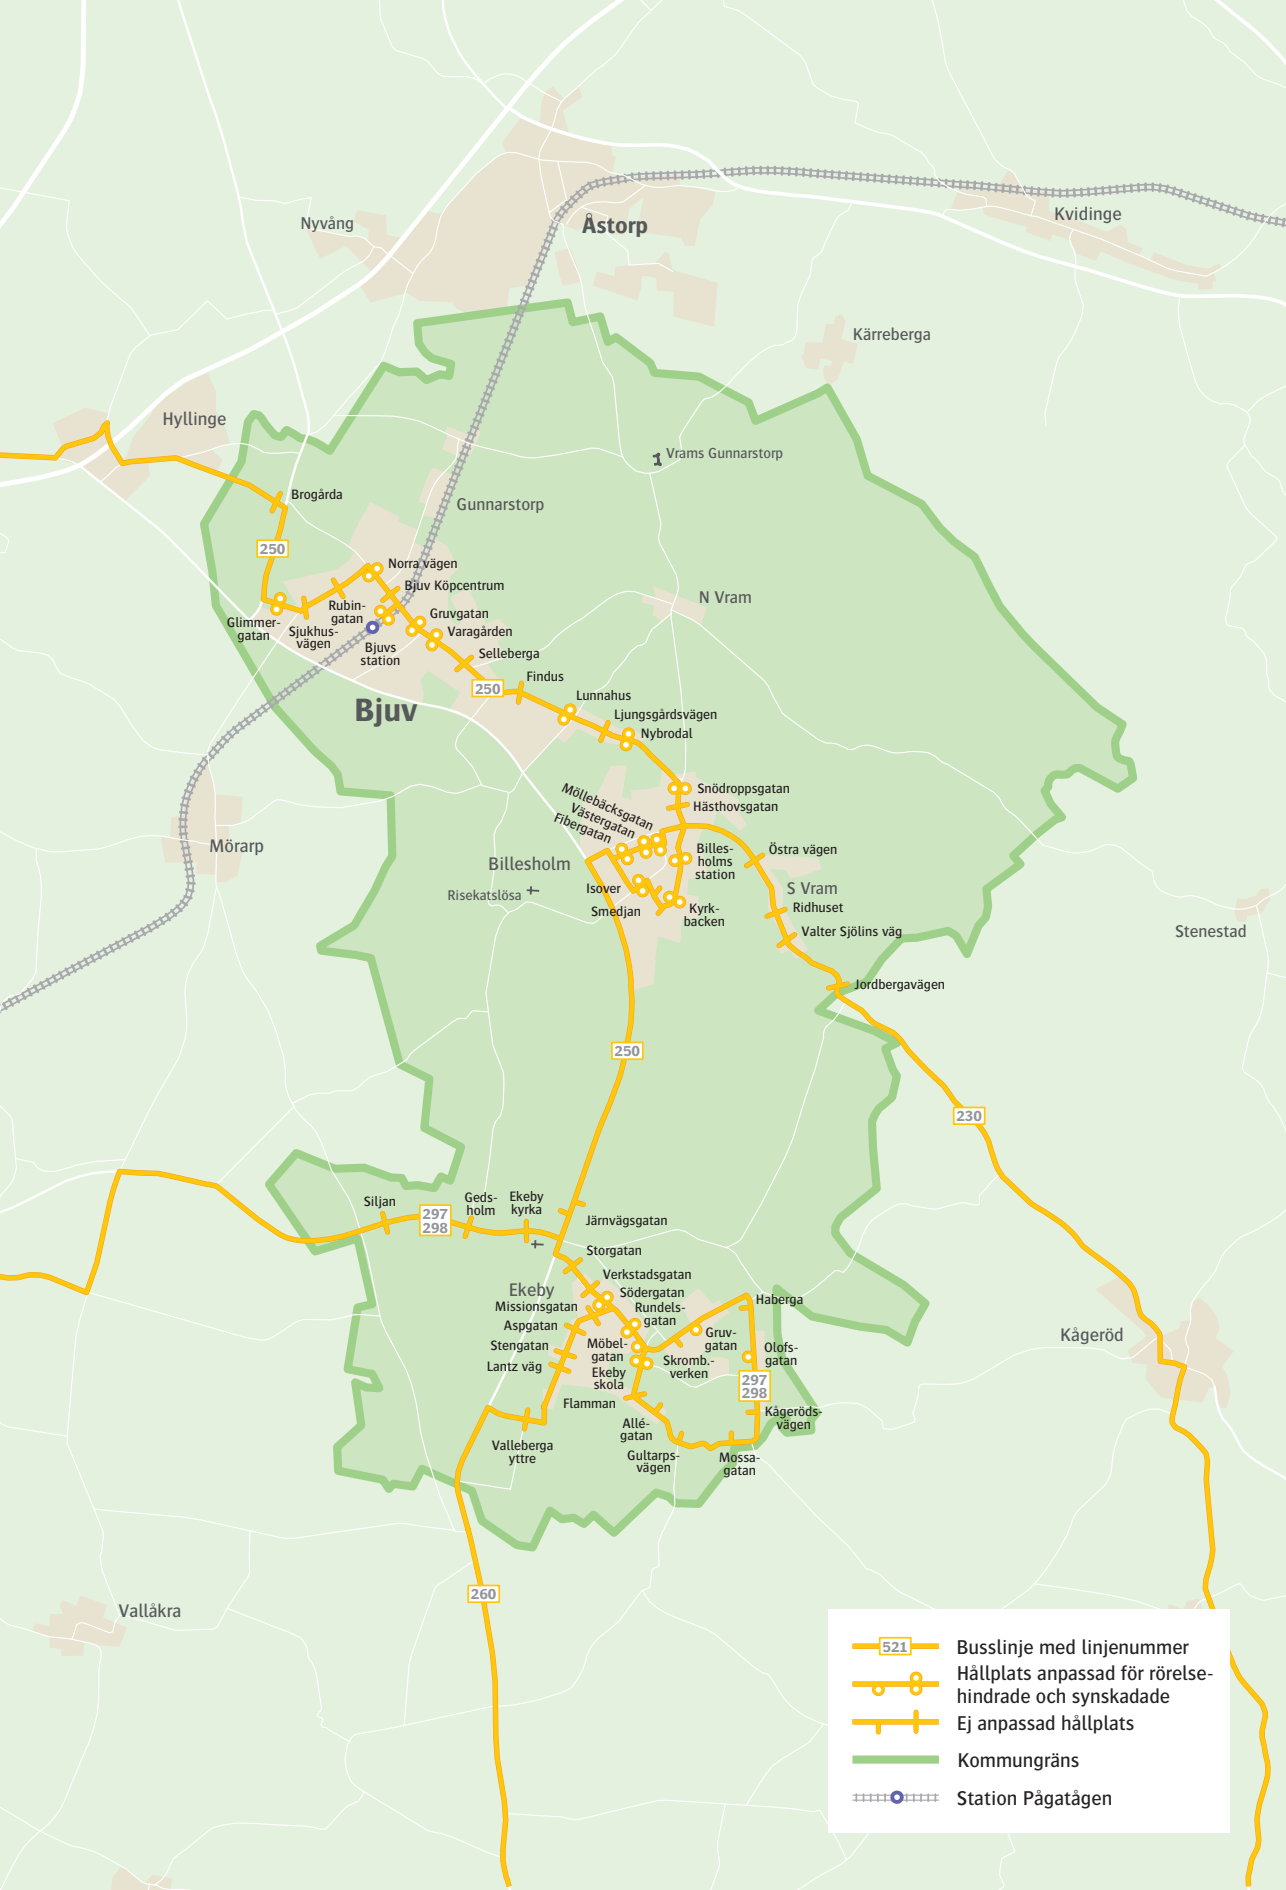 Åstorp
Nyvång
Kvidinge
Kärreberga
Hyllinge
Vrams Gunnarstorp
Brogårda
Gunnarstorp
250
Norra vägen
Bjuv Köpcentrum
N Vram
Rubin-
gatan
Gruvgatan
Glimmer-
gatan
Sjukhus-
vägen
Varagården
Bjuvs
station
Selleberga
Findus
250
Bjuv
Lunnahus
Ljungsgårdsvägen
Nybrodal
Snödroppsgatan
Möllebäcksgatan
Västergatan
Fibergatan
Hästhovsgatan
Mörarp
Billesholm
Billes-
holms
station
Östra vägen
Risekatslösa
Isover
S Vram
Smedjan
Kyrk-
backen
Ridhuset
Valter Sjölins väg
Stenestad
Jordbergavägen
250
230
Siljan
Geds-
holm
Ekeby
kyrka
297
298
Järnvägsgatan
Storgatan
Verkstadsgatan
Ekeby
Södergatan
Missionsgatan
Rundels-
gatan
Haberga
Aspgatan
Gruv-
gatan
Kågeröd
Stengatan
Möbel-
gatan
Olofs-
gatan
Lantz väg
Skromb.-
verken
Ekeby
skola
297
298
Flamman
Kågeröds-
vägen
Allé-
gatan
Valleberga
yttre
Gultarps-
vägen
Mossa-
gatan
260
Vallåkra
521
Busslinje med linjenummer
Hållplats anpassad för rörelse-
hindrade och synskadade
Ej anpassad hållplats
Kommungräns
Station Pågatågen